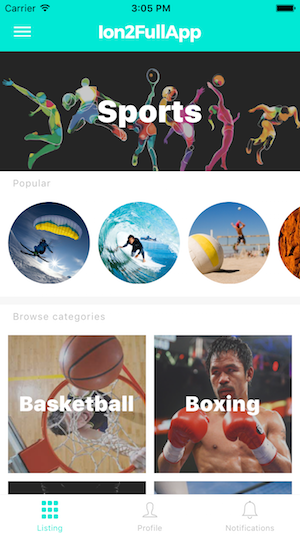 Carrier 3:05 PM
Ion2FullApp
Sports
Popular
Browse categories
Basketball Boxing
Listing Profile Notifications